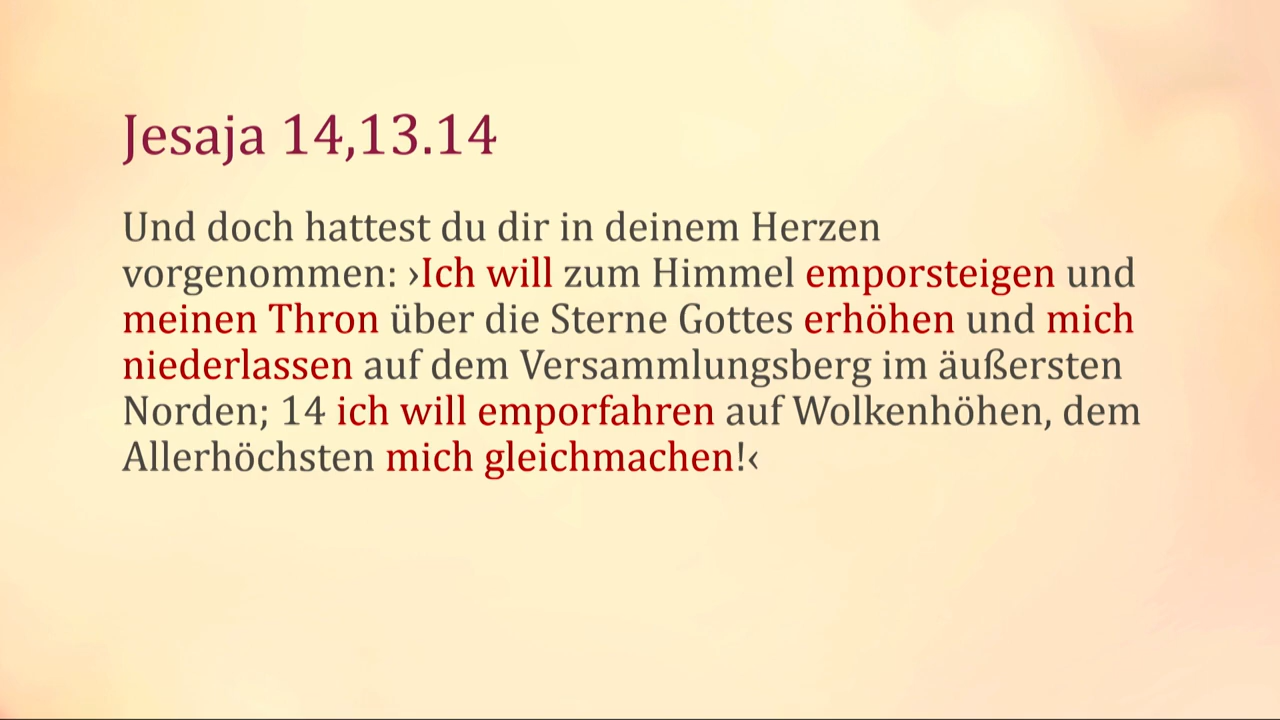 Jesaja 14,13.14
Und doch hattest du dir in deinem Herzen
vorgenommen: ›Ich will zum Himmel emporsteigen und
meinen Thron über die Sterne Gottes erhöhen und mich
niederlassen auf dem Versammlungsberg im äußersten
Norden; 14 ich will emporfahren auf Wolkenhöhen, dem
Allerhöchsten mich gleichmachen!‹